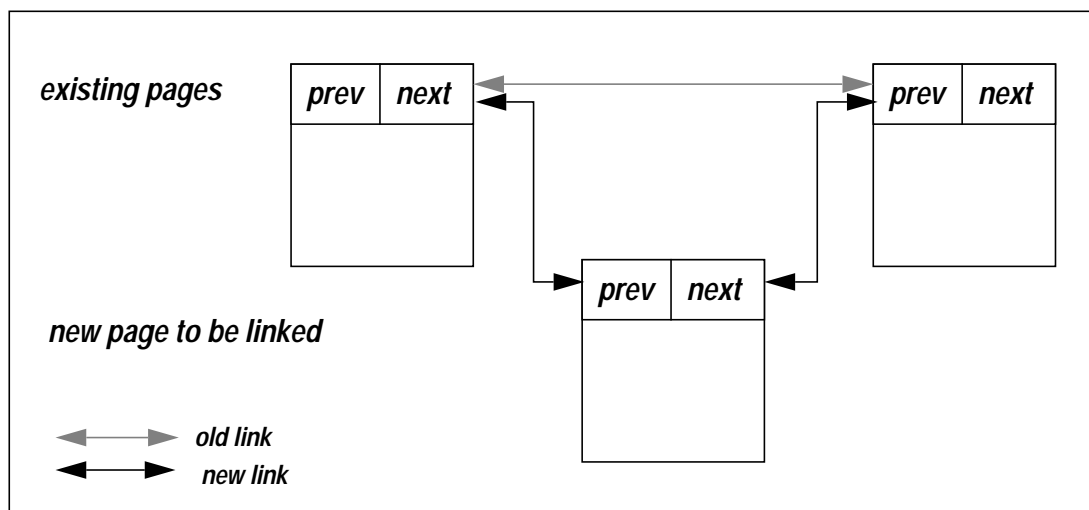 existing pages
prev next
prev next
prev next
new page to be linked
old link
new link